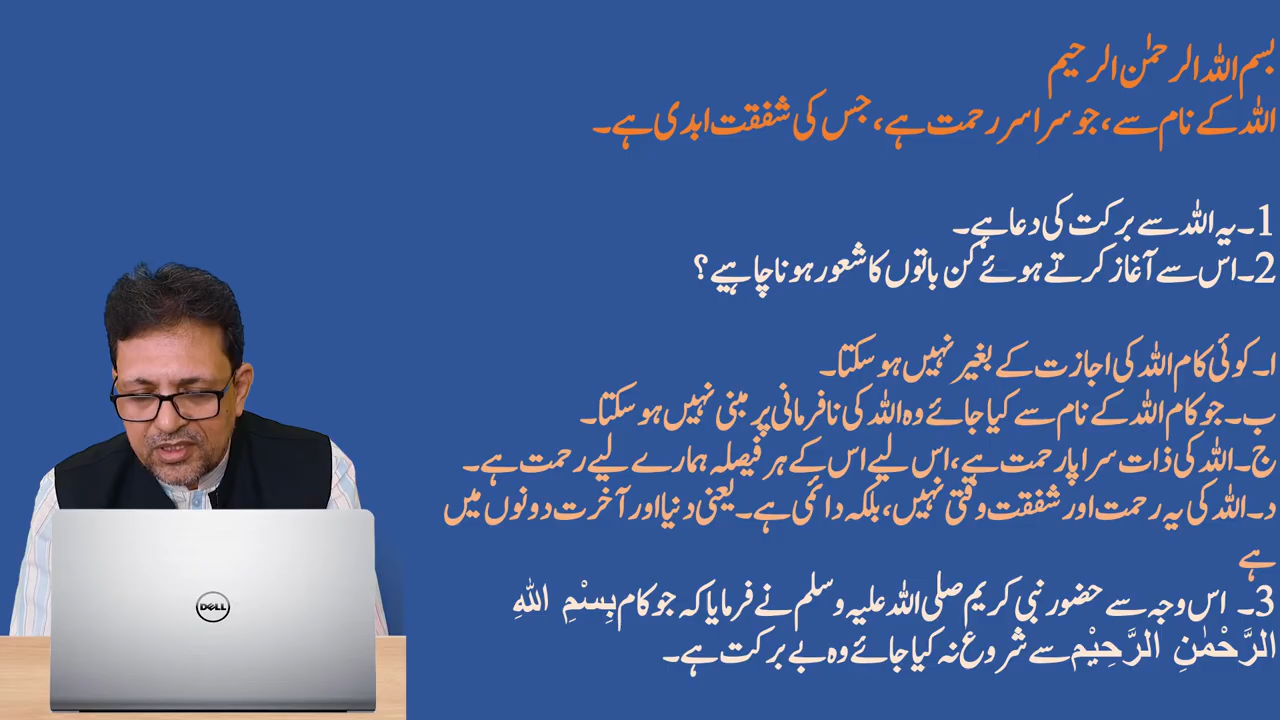 بسم اللہ الرحمٰن الرحیم
اللہ کے نام سے، جو سراسر رحمت ہے، جس کی شفقت ابدی ہے۔
1۔یہ اللہ سے برکت کی دعا ہے۔
2۔اس سے آغاز کرتے ہوئے کن باتوں کا شعور ہونا چاہیے؟
ا۔کوئی کام اللہ کی اجازت کے بغیر نہیں ہو سکتا۔
ب۔جو کام اللہ کے نام سے کیا جائے وہ اللہ کی نافرمانی پر مبنی نہیں ہو سکتا۔
ج۔اللہ کی ذات سراپا رحمت ہے، اس لیے اس کے ہر فیصلہ ہمارے لیے رحمت ہے۔
د۔اللہ کی یہ رحمت اور شفقت وقتی نہیں، بلکہ دائمی ہے۔ یعنی دنیا اور آخرت دونوں میں
ہے
3۔ اس وجہ سے حضور نبی کریم صلی اللہ علیہ وسلم نے فرمایا کہ جو کام بِسْمِ اللهِ
الرَّحْمٰنِ الرَّحِيْم سے شروع نہ کیا جائے وہ بے برکت ہے۔
DELL